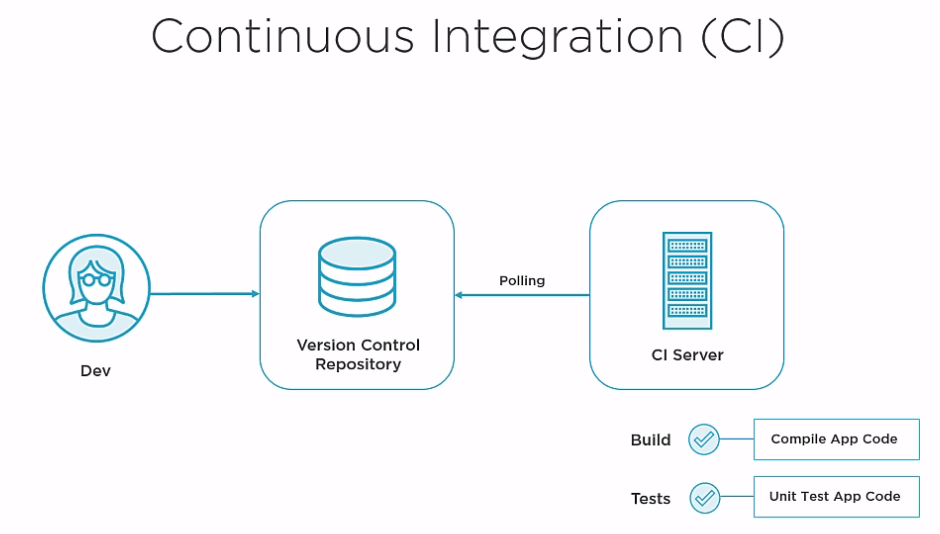 Continuous Integration (CI)
Polling
Version Control
Repository
CI Server
Dev
Build
Compile App Code
Tests
Unit Test App Code